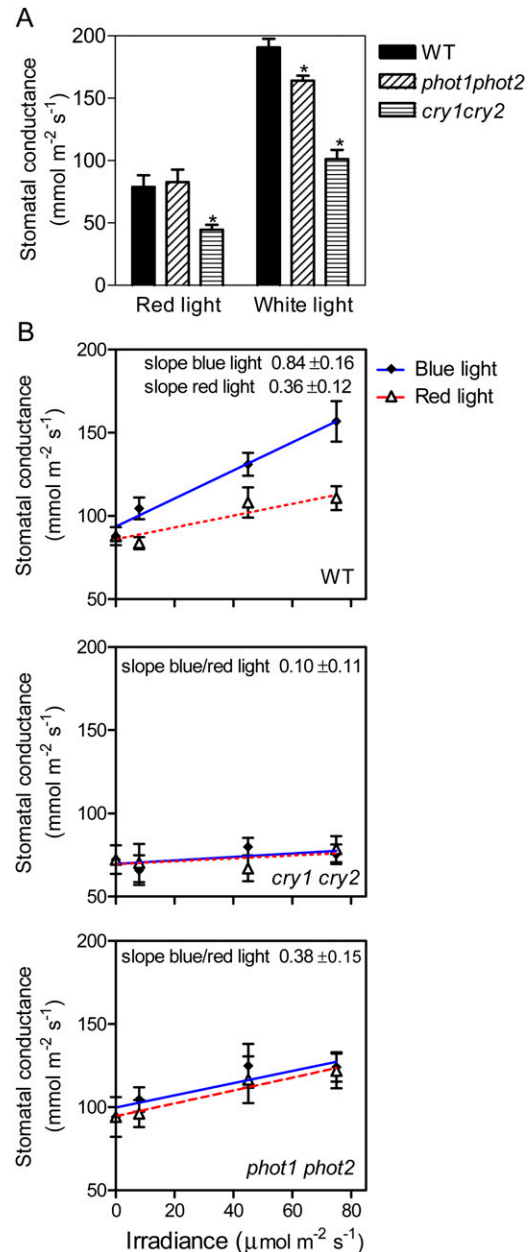 A
Stomatal conductance
(mmol m⁻² s⁻¹)
200
150
100
50
0
Red light
White light
*
*
*
WT
phot1phot2
cry1cry2
B
Stomatal conductance
(mmol m⁻² s⁻¹)
200
150
100
50
slope blue light 0.84 ±0.16
slope red light 0.36 ±0.12
WT
Blue light
Red light
Stomatal conductance
(mmol m⁻² s⁻¹)
200
150
100
50
slope blue/red light 0.10 ±0.11
cry1 cry2
Stomatal conductance
(mmol m⁻² s⁻¹)
200
150
100
50
slope blue/red light 0.38 ±0.15
phot1 phot2
0 20 40 60 80
Irradiance (μmol m⁻² s⁻¹)